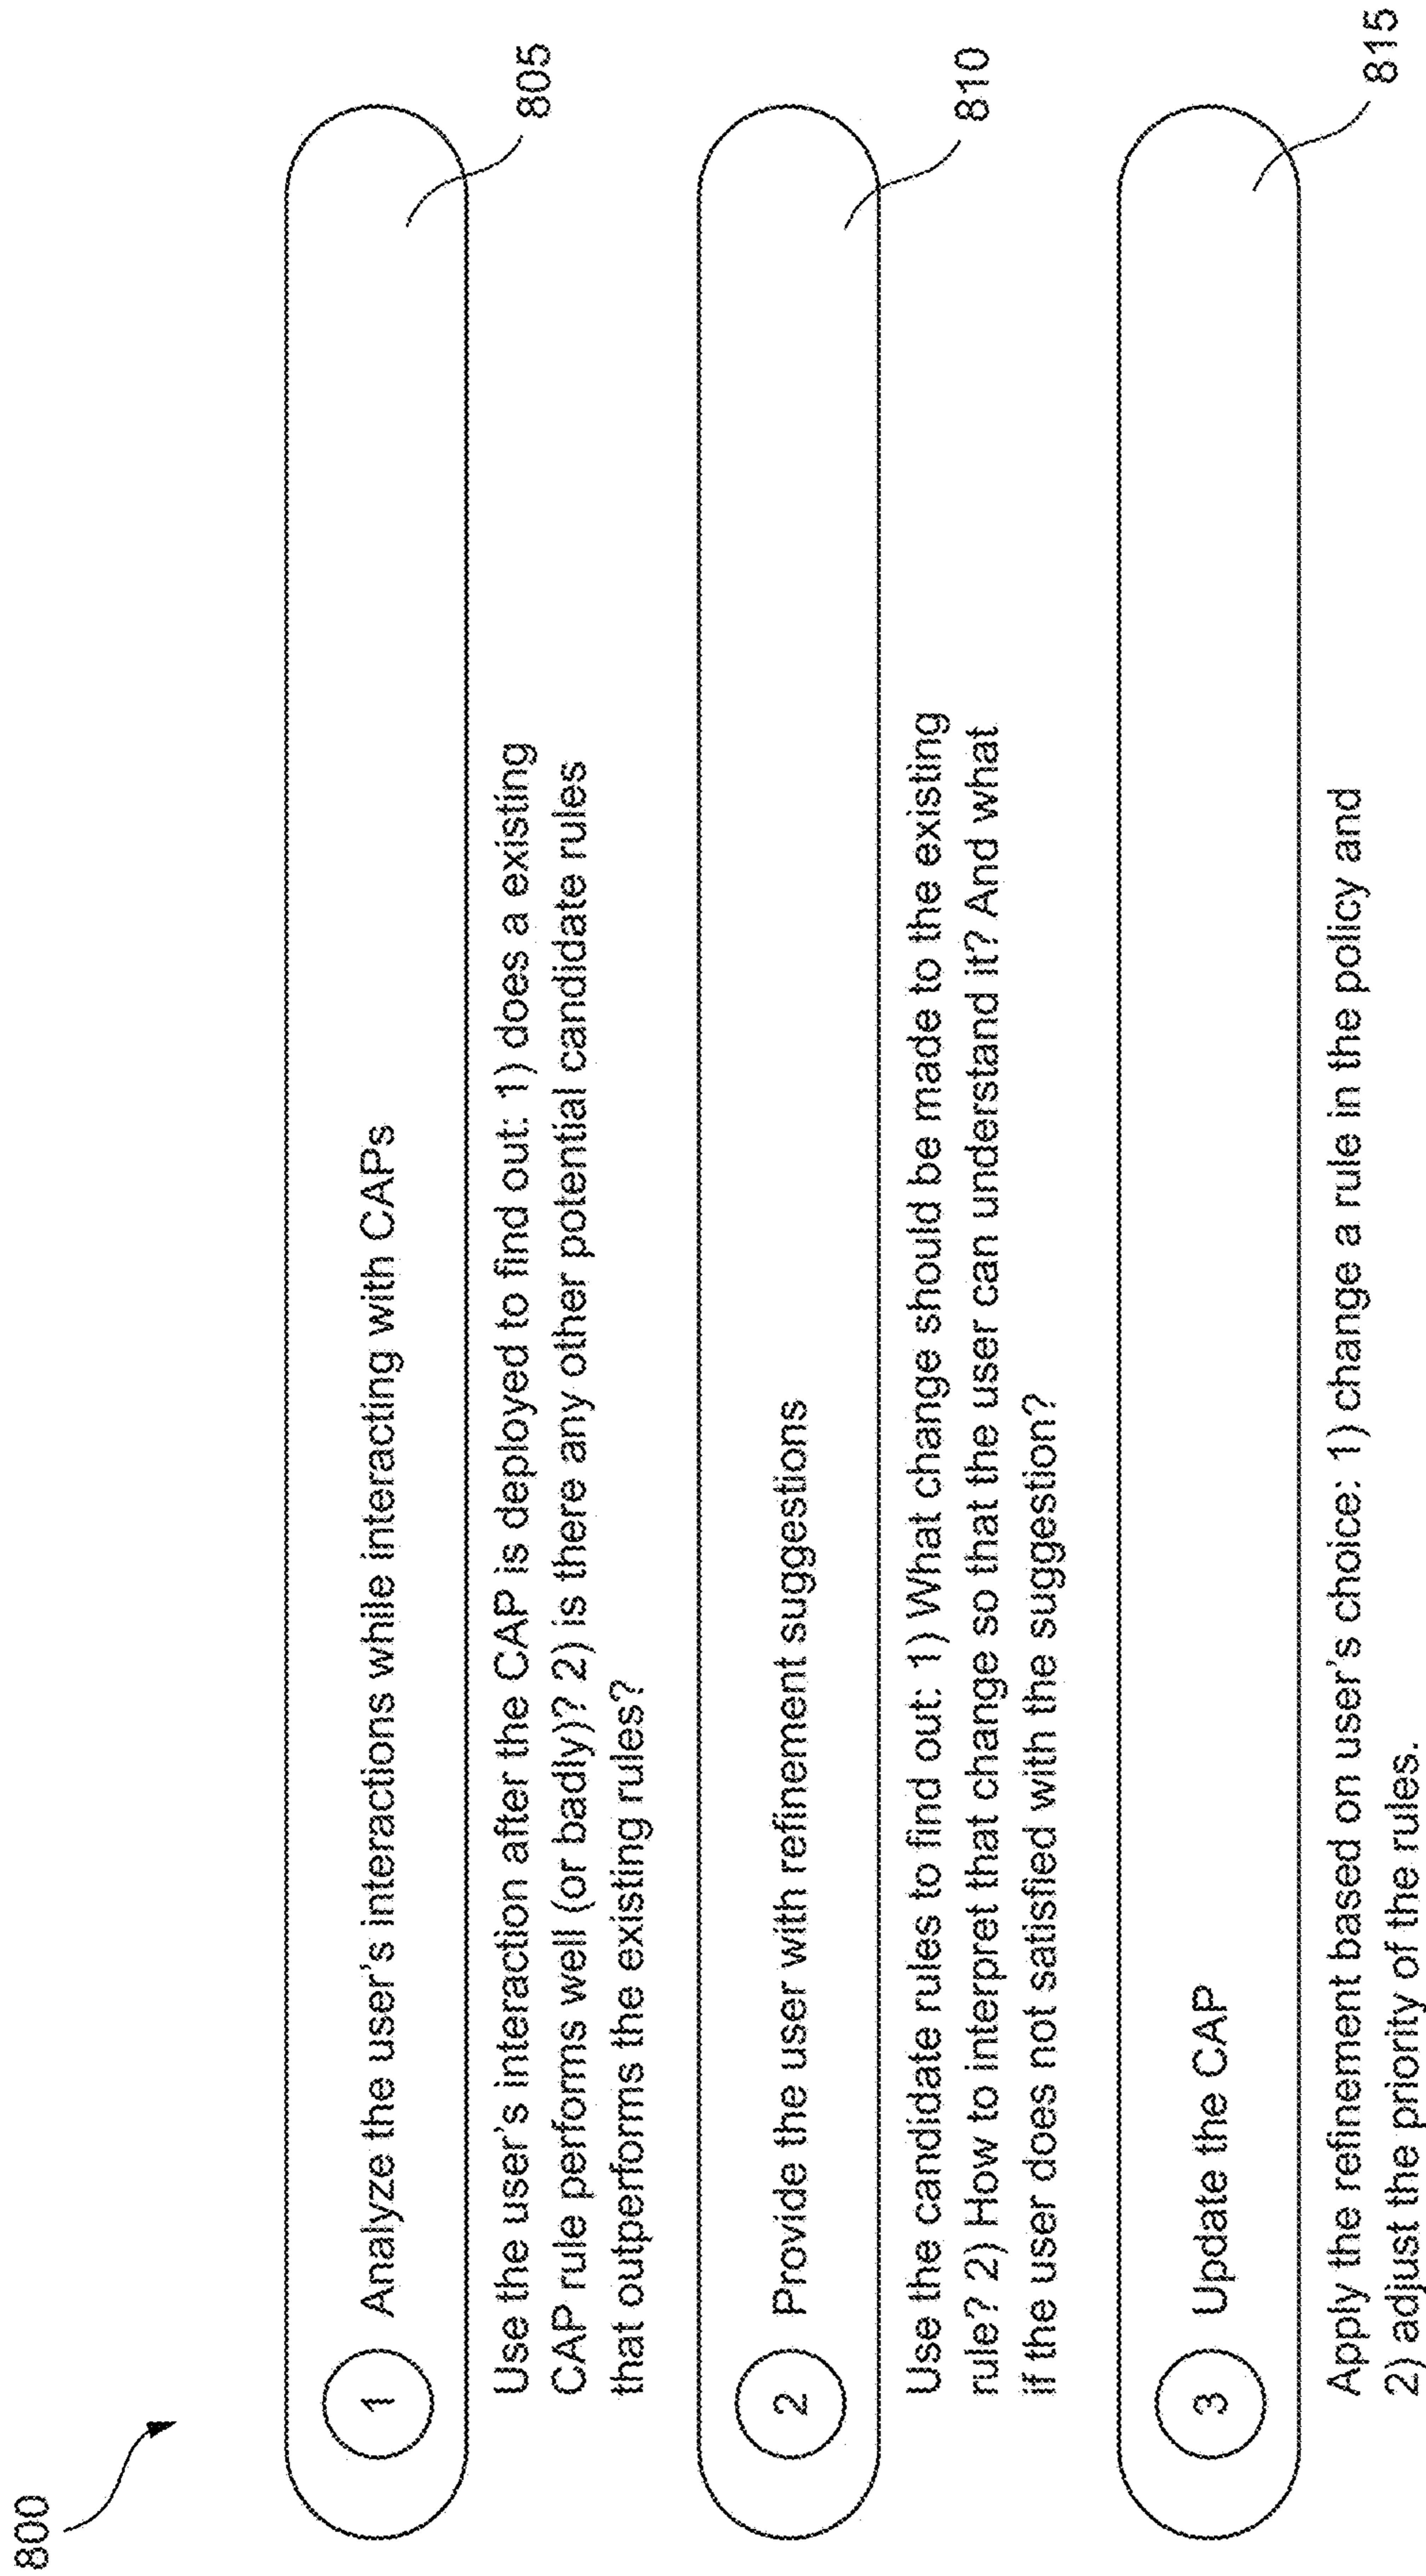 800
1 Analyze the user's interactions while interacting with CAPs
805
Use the user's interaction after the CAP is deployed to find out: 1) does a existing
CAP rule performs well (or badly)? 2) is there any other potential candidate rules
that outperforms the existing rules?
2 Provide the user with refinement suggestions
810
Use the candidate rules to find out: 1) What change should be made to the existing
rule? 2) How to interpret that change so that the user can understand it? And what
if the user does not satisfied with the suggestion?
3 Update the CAP
815
Apply the refinement based on user's choice: 1) change a rule in the policy and
2) adjust the priority of the rules.